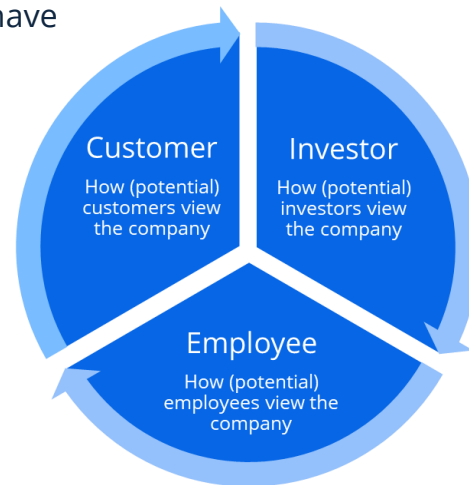 have
Customer
How (potential)
customers view
the company
Investor
How (potential)
investors view
the company
Employee
How (potential)
employees view the
company